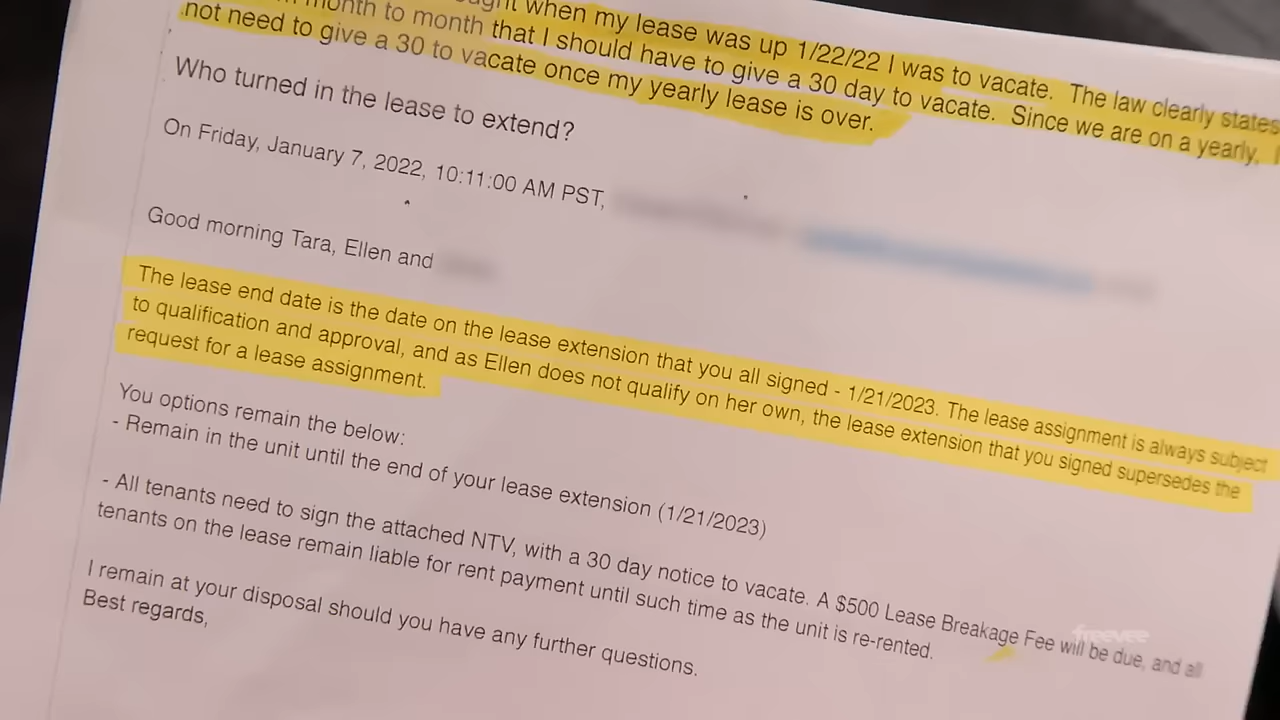 when my lease was up 1/22/22 I was to vacate. The law clearly states
month to month that I should have to give a 30 day to vacate. Since we are on a yearly,
not need to give a 30 to vacate once my yearly lease is over.
Who turned in the lease to extend?
On Friday, January 7, 2022, 10:11:00 AM PST,
Good morning Tara, Ellen and
The lease end date is the date on the lease extension that you all signed - 1/21/2023. The lease assignment is always subject
to qualification and approval, and as Ellen does not qualify on her own, the lease extension that you signed supersedes the
request for a lease assignment.
You options remain the below:
- Remain in the unit until the end of your lease extension (1/21/2023)
- All tenants need to sign the attached NTV, with a 30 day notice to vacate. A $500 Lease Breakage Fee will be due, and all
tenants on the lease remain liable for rent payment until such time as the unit is re-rented.
I remain at your disposal should you have any further questions.
Best regards,
freevee